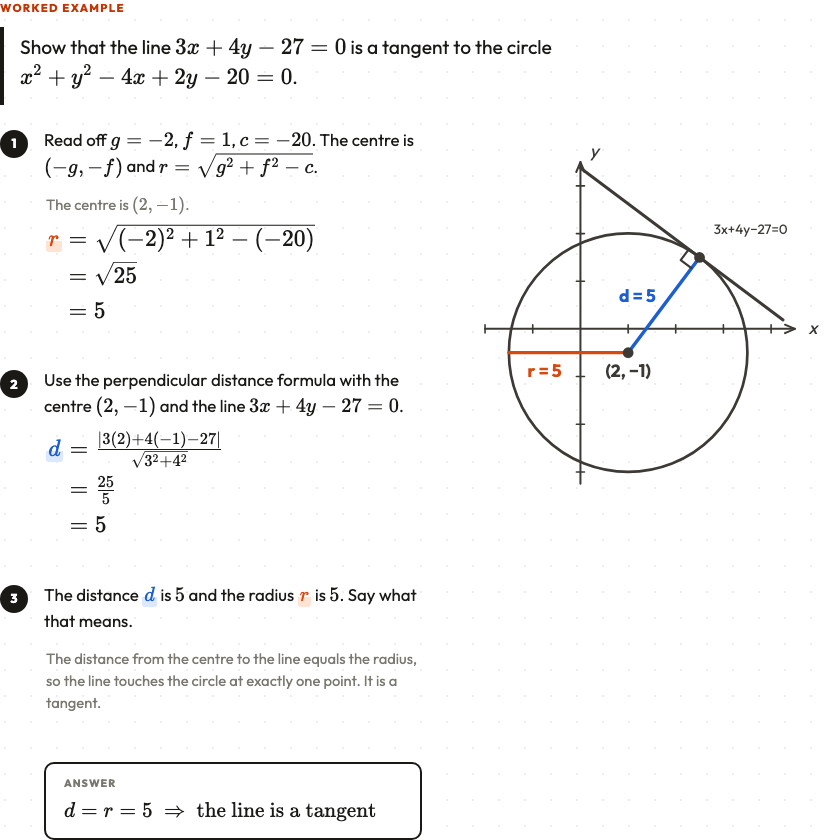 WORKED EXAMPLE
Show that the line 3x + 4y − 27 = 0 is a tangent to the circle
x² + y² − 4x + 2y − 20 = 0.
1
Read off g = −2, f = 1, c = −20. The centre is
(−g, −f) and r = √(g² + f² − c).
The centre is (2, −1).
r = √((−2)² + 1² − (−20))
= √25
= 5
2
Use the perpendicular distance formula with the
centre (2, −1) and the line 3x + 4y − 27 = 0.
d = |3(2)+4(−1)−27| / √(3²+4²)
= 25/5
= 5
3
The distance d is 5 and the radius r is 5. Say what
that means.
The distance from the centre to the line equals the radius,
so the line touches the circle at exactly one point. It is a
tangent.
ANSWER
d = r = 5 ⇒ the line is a tangent
y
3x+4y−27=0
d = 5
x
r = 5
(2, −1)